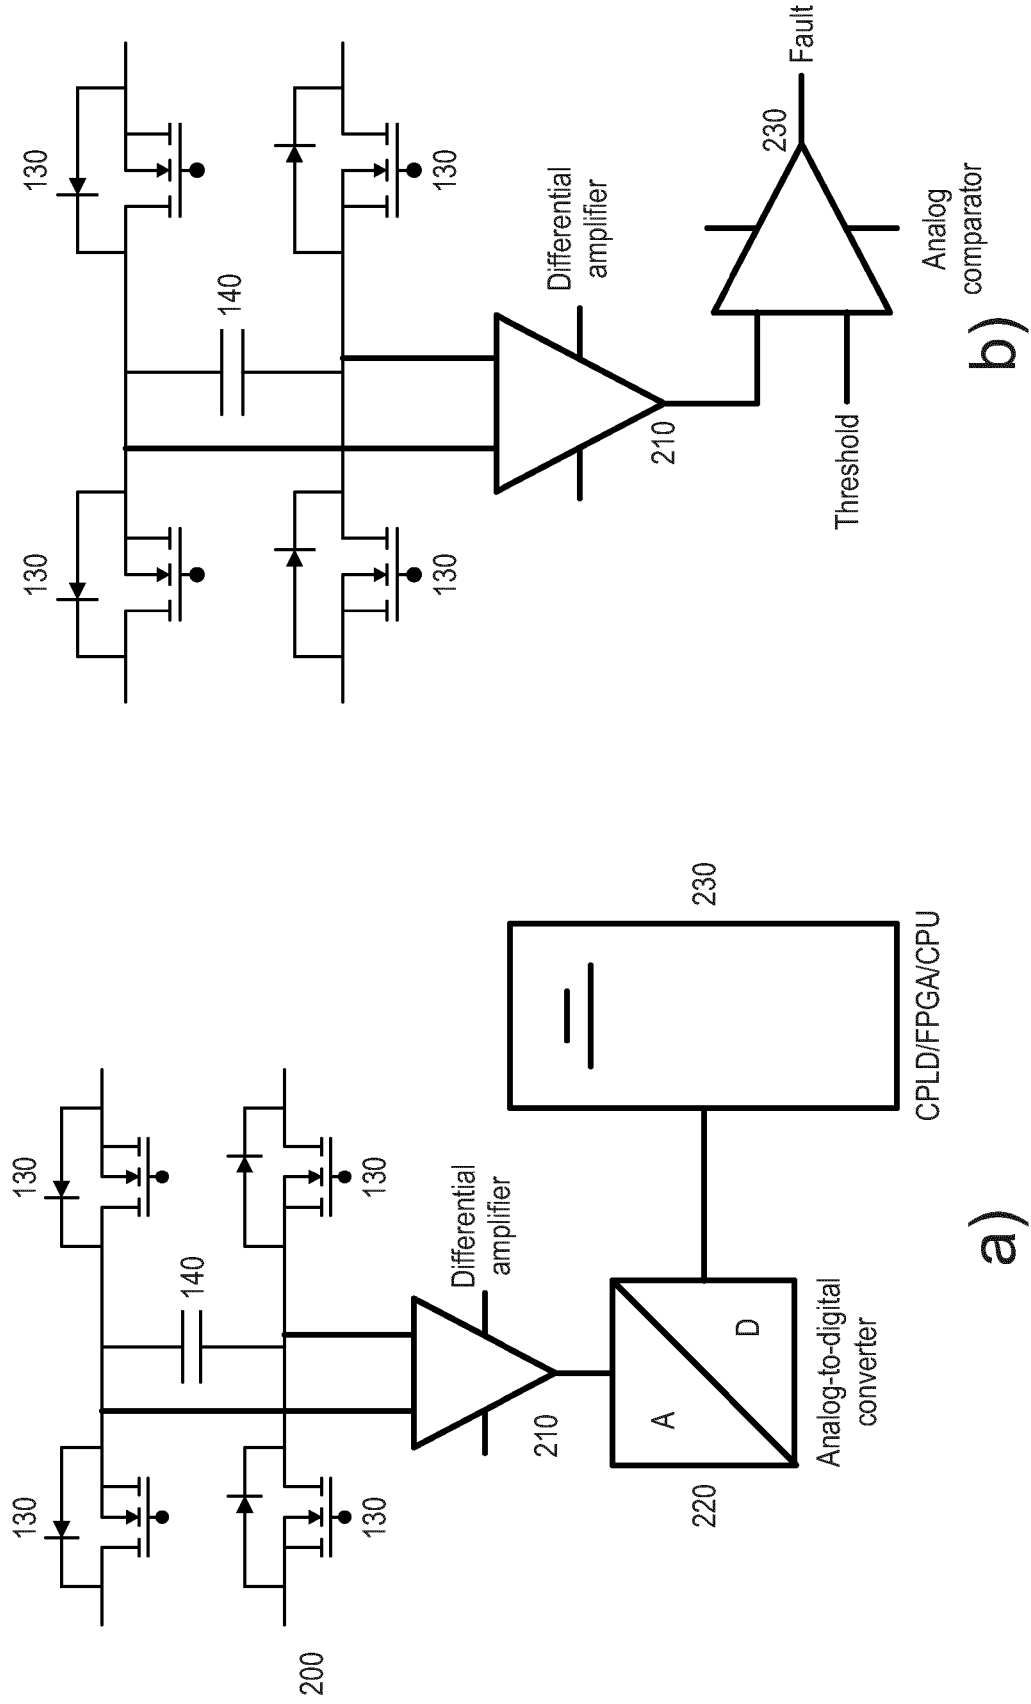 130
130
140
130
130
Differential
amplifier
210
A
D
220
Analog-to-digital
converter
230
CPLD/FPGA/CPU
200
a)
130
130
140
130
130
Differential
amplifier
210
Threshold
230
Fault
Analog
comparator
b)